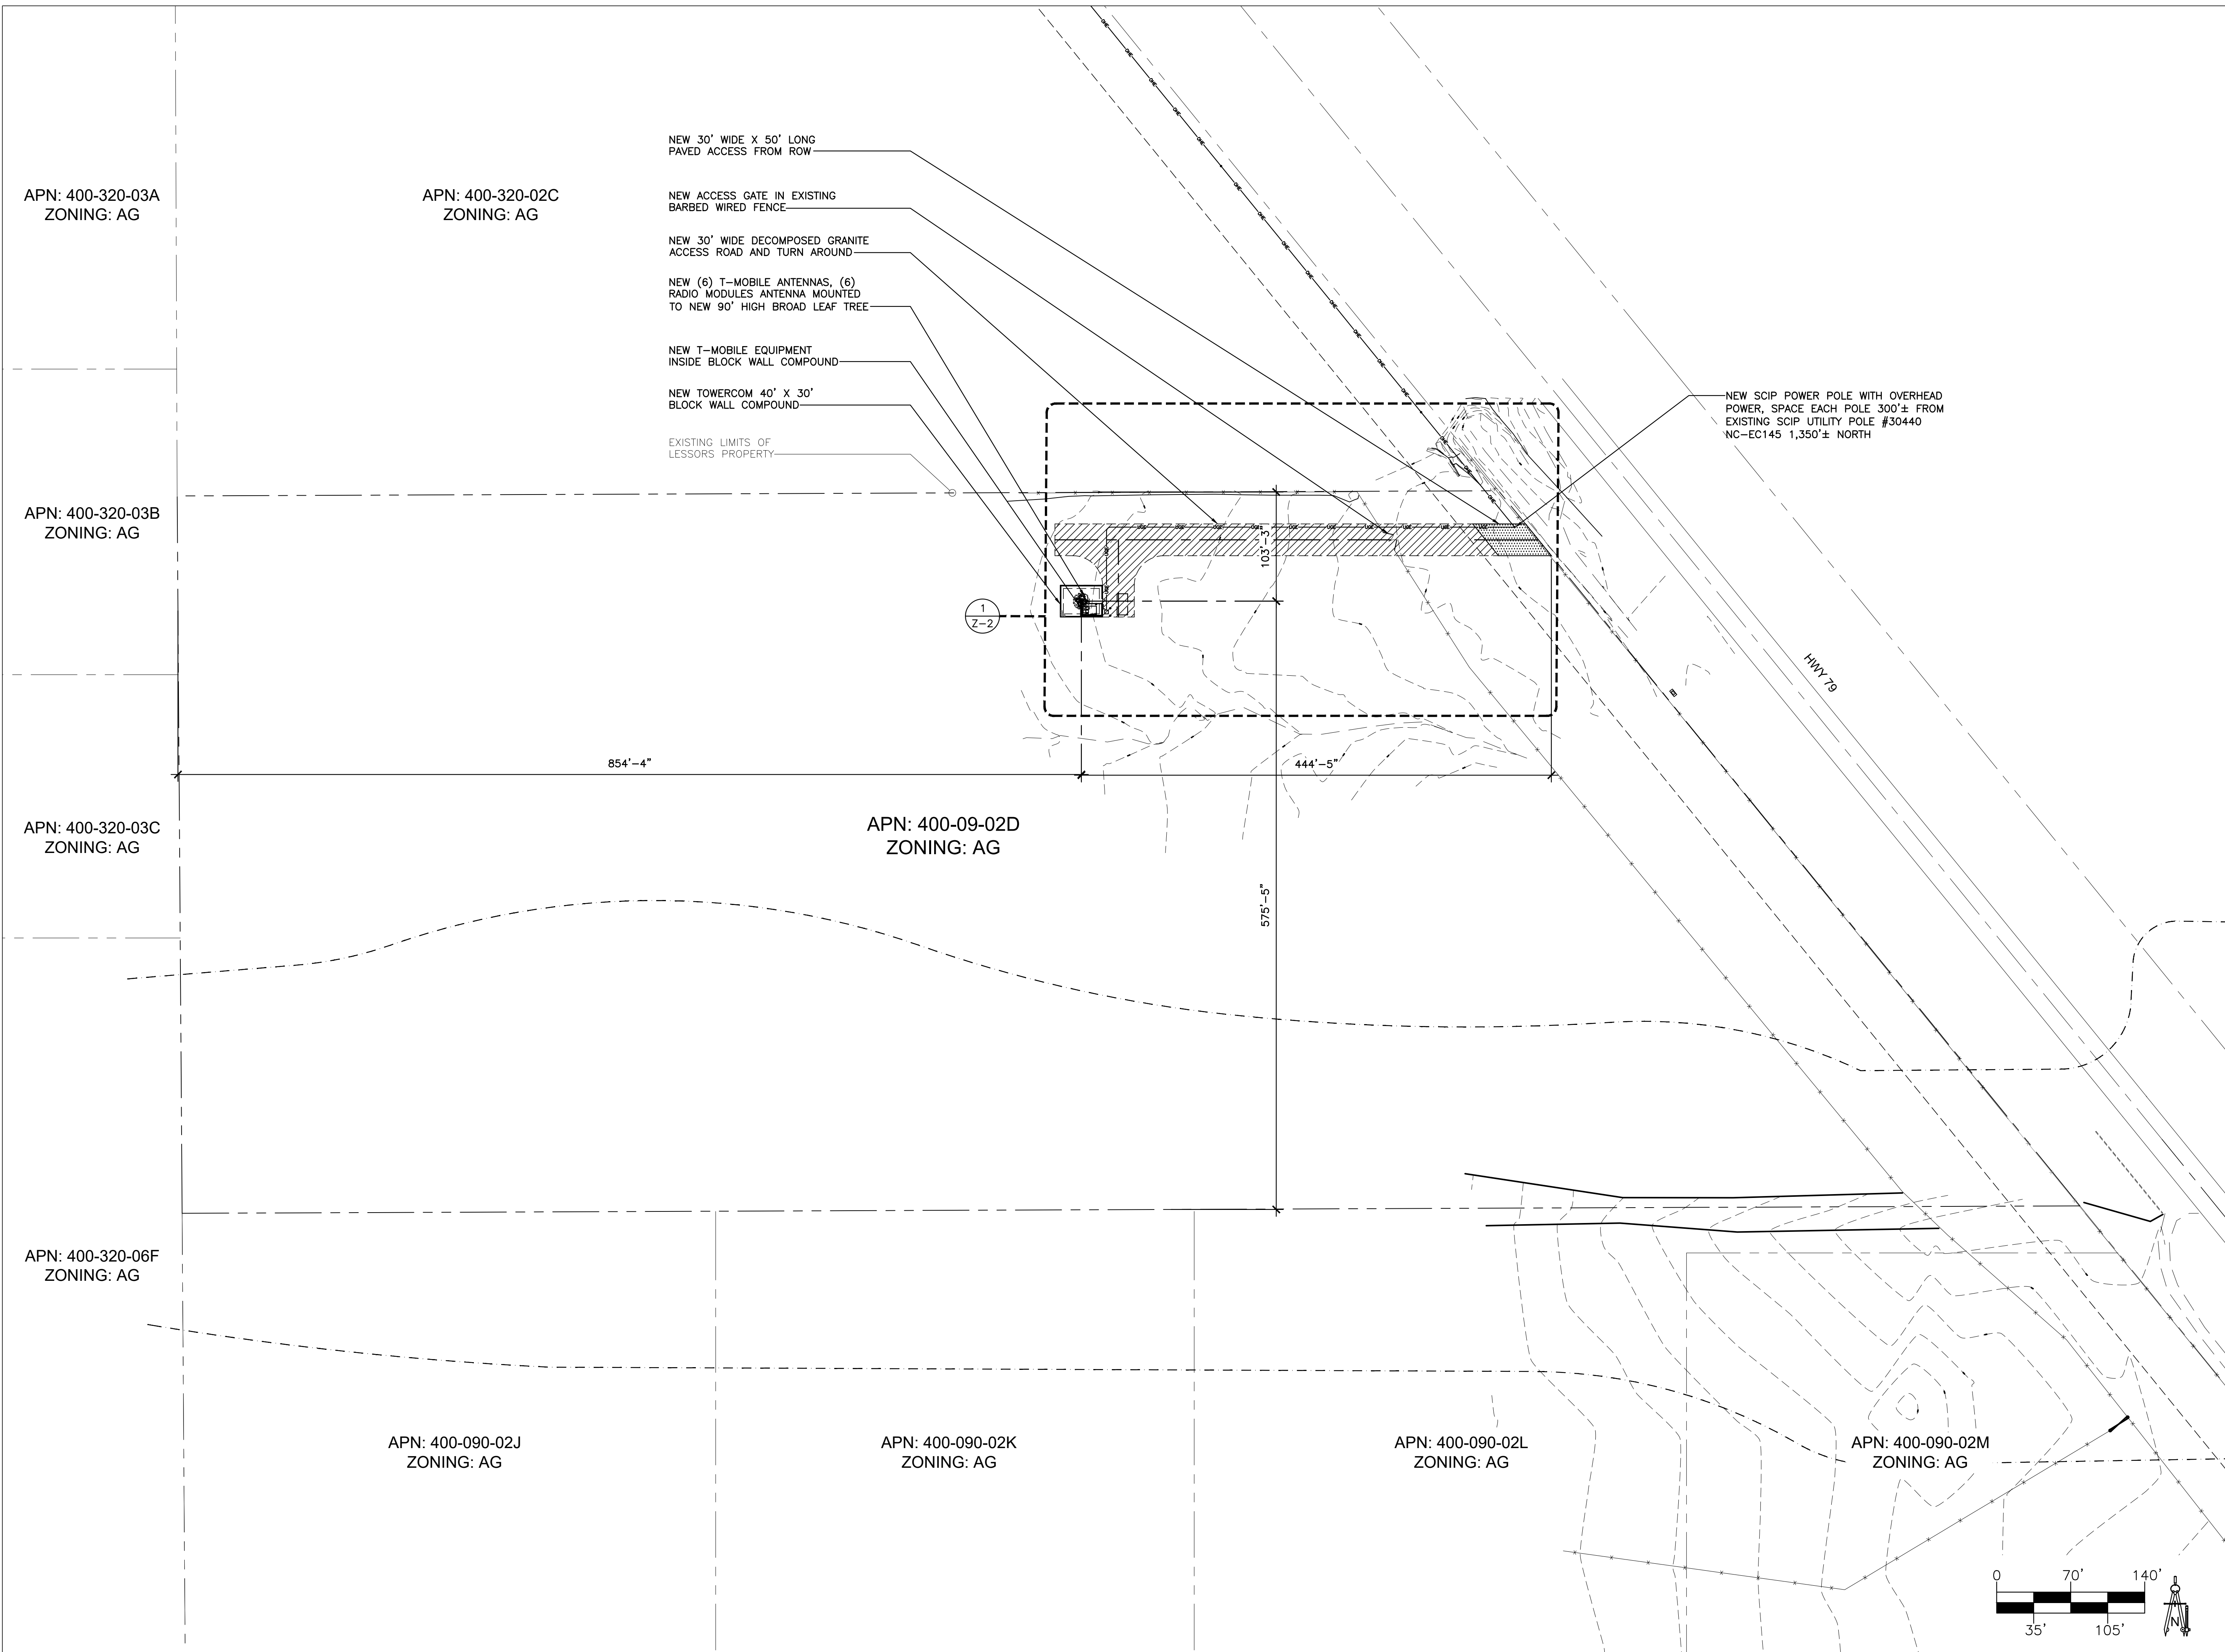 NEW 30' WIDE X 50' LONG
PAVED ACCESS FROM ROW
NEW ACCESS GATE IN EXISTING
BARBED WIRED FENCE
NEW 30' WIDE DECOMPOSED GRANITE
ACCESS ROAD AND TURN AROUND
NEW (6) T-MOBILE ANTENNAS, (6)
RADIO MODULES ANTENNA MOUNTED
TO NEW 90' HIGH BROAD LEAF TREE
NEW T-MOBILE EQUIPMENT
INSIDE BLOCK WALL COMPOUND
NEW TOWERCOM 40' X 30'
BLOCK WALL COMPOUND
EXISTING LIMITS OF
LESSORS PROPERTY
APN: 400-320-03A
ZONING: AG
APN: 400-320-02C
ZONING: AG
NEW SCIP POWER POLE WITH OVERHEAD
POWER, SPACE EACH POLE 300'± FROM
EXISTING SCIP UTILITY POLE #30440
NC-EC145 1,350'± NORTH
APN: 400-320-03B
ZONING: AG
103'-3"
1
Z-2
HWY 79
854'-4"
444'-5"
APN: 400-320-03C
ZONING: AG
APN: 400-09-02D
ZONING: AG
575'-5"
APN: 400-320-06F
ZONING: AG
APN: 400-090-02J
ZONING: AG
APN: 400-090-02K
ZONING: AG
APN: 400-090-02L
ZONING: AG
APN: 400-090-02M
ZONING: AG
0 70' 140'
35' 105'
N